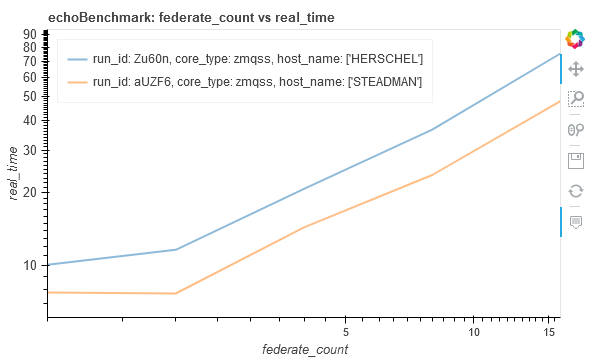 echoBenchmark: federate_count vs real_time
run_id: Zu60n, core_type: zmqss, host_name: ['HERSCHEL']
run_id: aUZF6, core_type: zmqss, host_name: ['STEADMAN']
real_time
90
80
70
60
50
40
30
20
10
5
10
15
federate_count